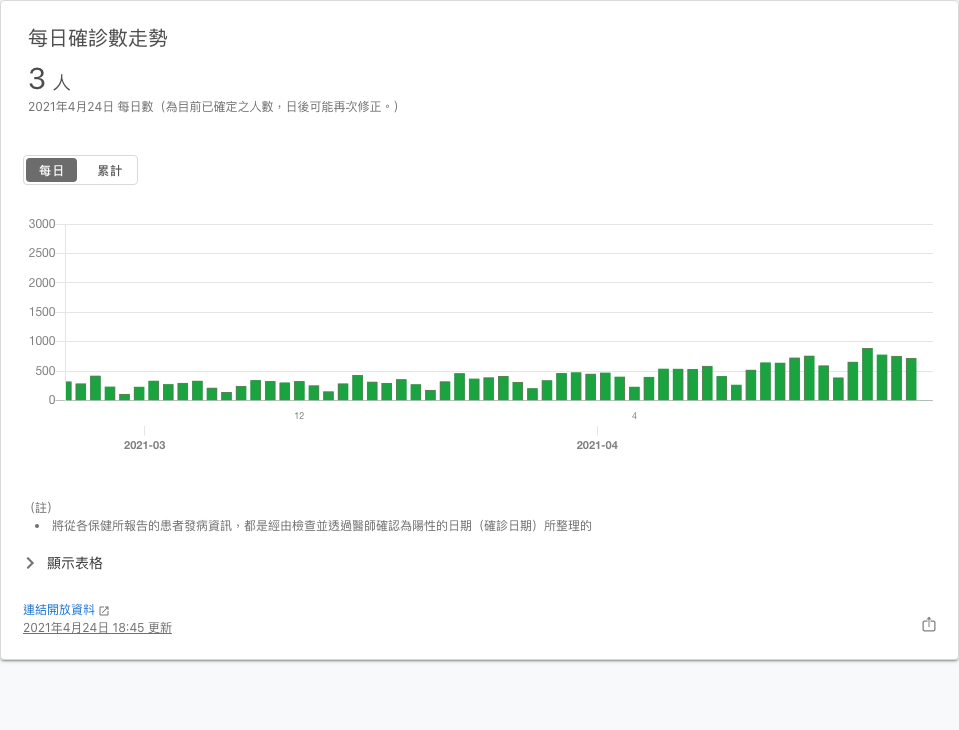 每日確診數走勢
3 人
2021年4月24日 每日數（為目前已確定之人數，日後可能再次修正。）
每日 累計
3000
2500
2000
1500
1000
500
0
12 4
2021-03 2021-04
（註）
• 將從各保健所報告的患者發病資訊，都是經由檢查並透過醫師確認為陽性的日期（確診日期）所整理的
顯示表格
連結開放資料
2021年4月24日 18:45 更新